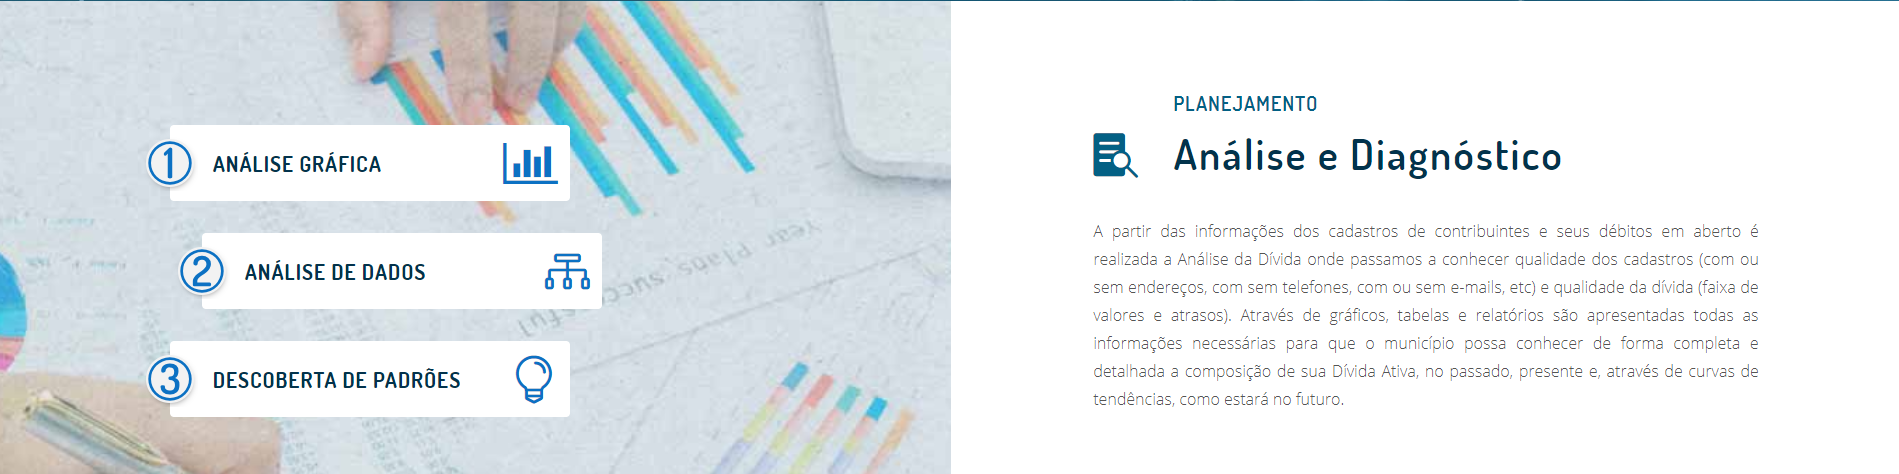 1 ANÁLISE GRÁFICA
2 ANÁLISE DE DADOS
3 DESCOBERTA DE PADRÕES
Year Plans successful
PLANEJAMENTO
Análise e Diagnóstico
A partir das informações dos cadastros de contribuintes e seus débitos em aberto é
realizada a Análise da Dívida onde passamos a conhecer qualidade dos cadastros (com ou
sem endereços, com sem telefones, com ou sem e-mails, etc) e qualidade da dívida (faixa de
valores e atrasos). Através de gráficos, tabelas e relatórios são apresentadas todas as
informações necessárias para que o município possa conhecer de forma completa e
detalhada a composição de sua Dívida Ativa, no passado, presente e, através de curvas de
tendências, como estará no futuro.